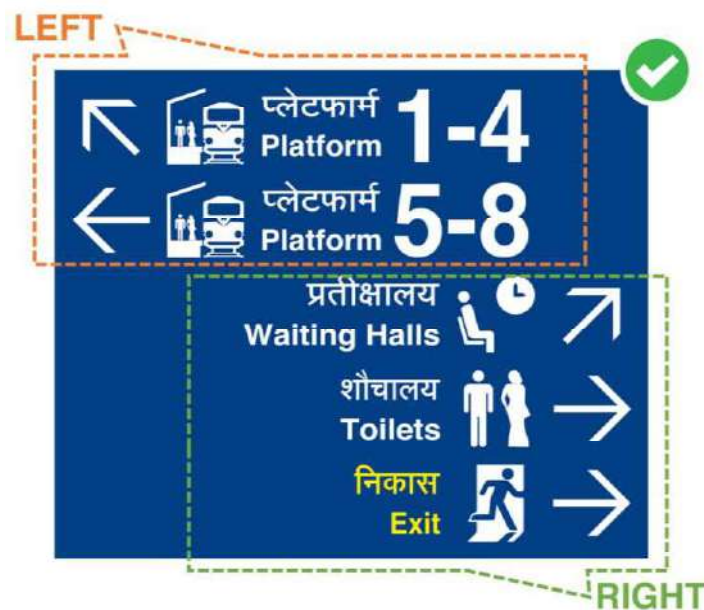 LEFT
प्लेटफार्म
Platform
1-4
प्लेटफार्म
Platform
5-8
प्रतीक्षालय
Waiting Halls
शौचालय
Toilets
निकास
Exit
RIGHT